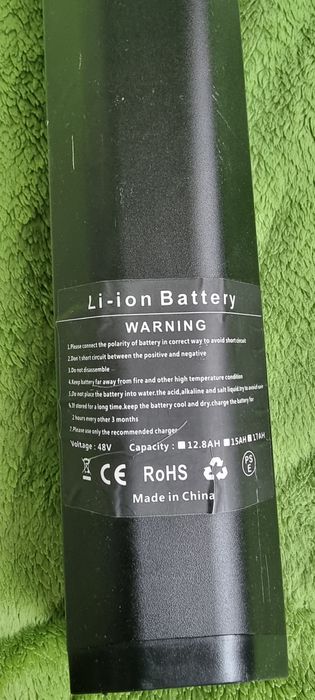 Li-ion Battery
WARNING
1.Please connect the polarity of battery in correct way to avoid short circuit
2.Don't short circuit between the positive and negative
3.Do not disassemble
4.Keep battery far away from fire and other high temperature condition
5.Do not place the battery into water.the acid,alkaline and salt liquid try to avoid
6.If stored for a long time.keep the battery cool and dry.charge the battery for
2 hours every other 3 months
7.Please use only the recommended charger
Voltage: 48V Capacity: 12.8AH 15AH 17AH
CE RoHS PSE
Made in China